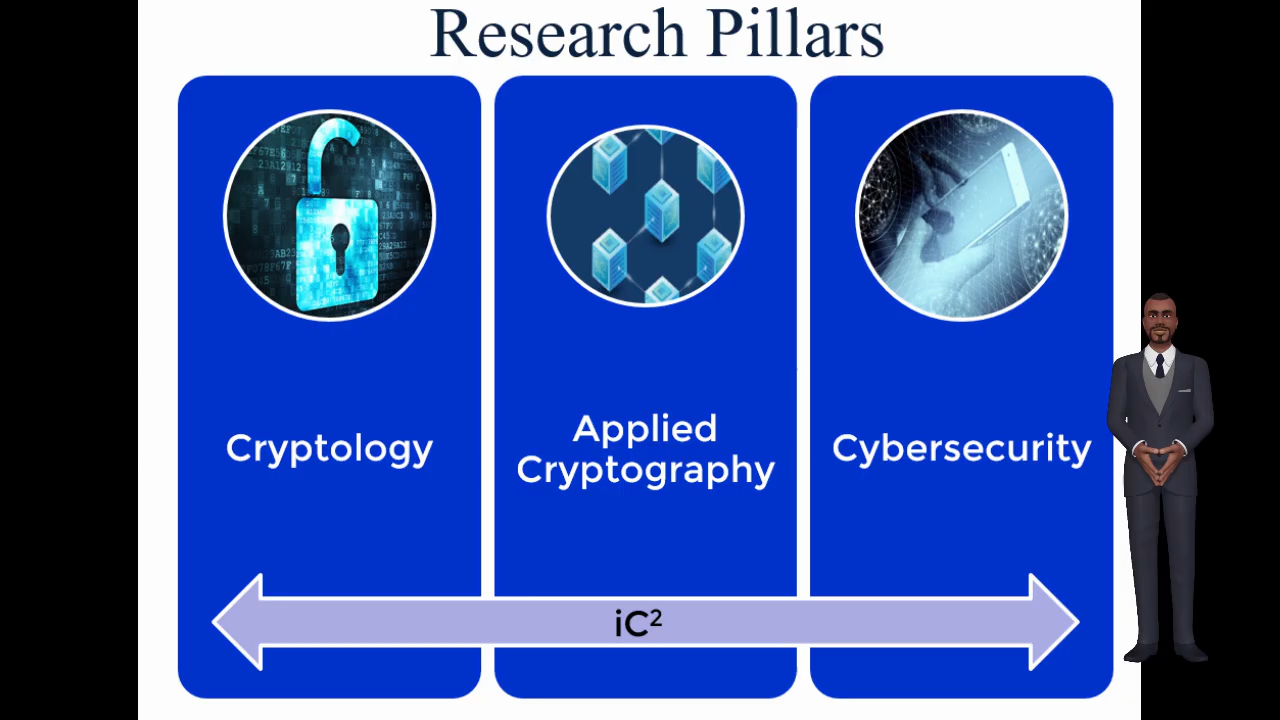 Research Pillars
Cryptology
Applied
Cryptography
Cybersecurity
iC²